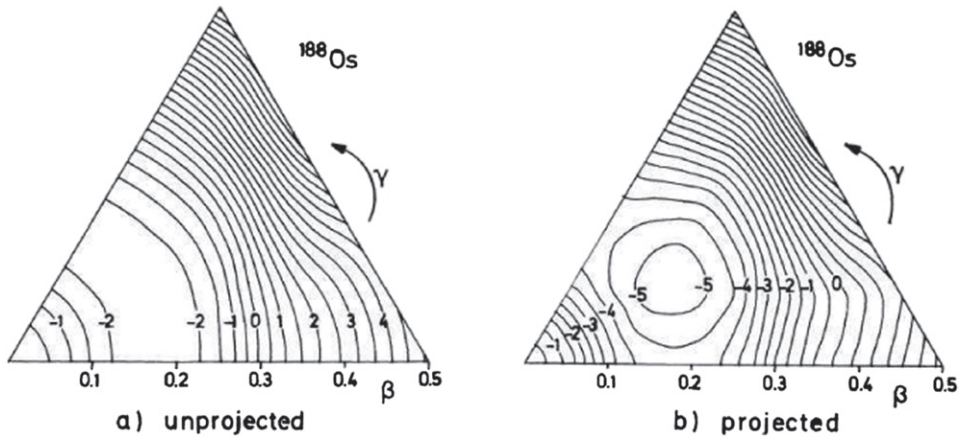 188Os
γ
-1 -2 -2 -1 0 1 2 3 4
0.1 0.2 0.3 0.4 0.5
β
a) unprojected
188Os
γ
-5 -5 -4 -3 -2 -1 0
-1 -2 -3 -4
0.1 0.2 0.3 0.4 0.5
β
b) projected